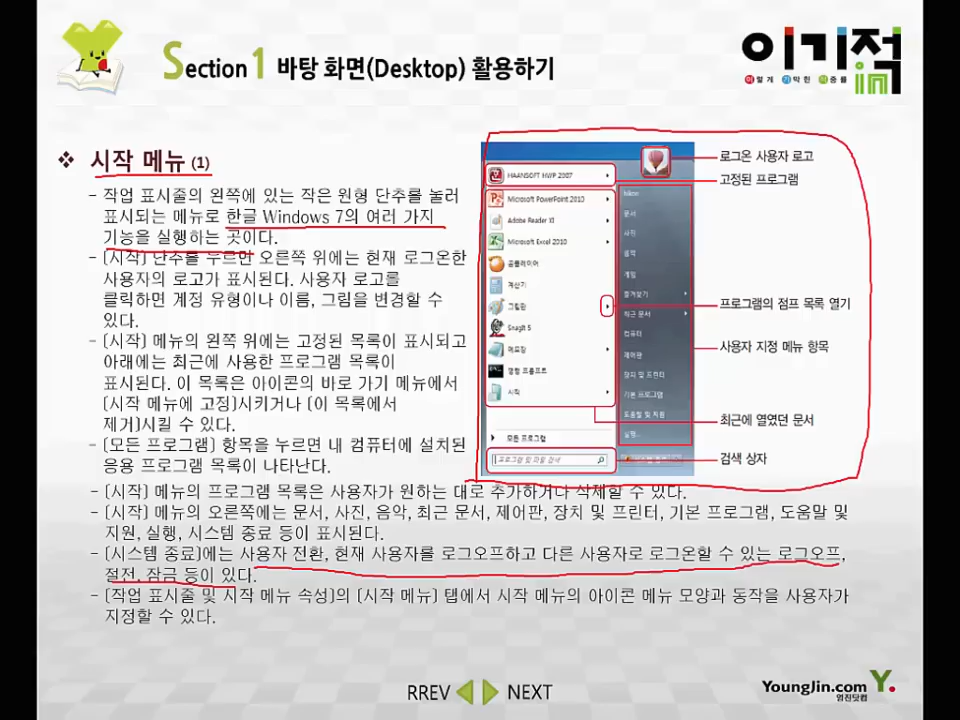 Section 1 바탕 화면(Desktop) 활용하기
이기적in
이렇게 기막힌 적중률
❖ 시작 메뉴 (1)
- 작업 표시줄의 왼쪽에 있는 작은 원형 단추를 눌러
표시되는 메뉴로 한글 Windows 7의 여러 가지
기능을 실행하는 곳이다.
- [시작] 단추를 누르면 오른쪽 위에는 현재 로그온한
사용자의 로고가 표시된다. 사용자 로고를
클릭하면 계정 유형이나 이름, 그림을 변경할 수
있다.
- [시작] 메뉴의 왼쪽 위에는 고정된 목록이 표시되고
아래에는 최근에 사용한 프로그램 목록이
표시된다. 이 목록은 아이콘의 바로 가기 메뉴에서
[시작 메뉴에 고정]시키거나 [이 목록에서
제거]시킬 수 있다.
- [모든 프로그램] 항목을 누르면 내 컴퓨터에 설치된
응용 프로그램 목록이 나타난다.
- [시작] 메뉴의 프로그램 목록은 사용자가 원하는 대로 추가하거나 삭제할 수 있다.
- [시작] 메뉴의 오른쪽에는 문서, 사진, 음악, 최근 문서, 제어판, 장치 및 프린터, 기본 프로그램, 도움말 및
지원, 실행, 시스템 종료 등이 표시된다.
- [시스템 종료]에는 사용자 전환, 현재 사용자를 로그오프하고 다른 사용자로 로그온할 수 있는 로그오프,
절전, 잠금 등이 있다.
- [작업 표시줄 및 시작 메뉴 속성]의 [시작 메뉴] 탭에서 시작 메뉴의 아이콘 메뉴 모양과 동작을 사용자가
지정할 수 있다.
HAANSOFT HWP 2007
Microsoft PowerPoint 2010
Adobe Reader XI
Microsoft Excel 2010
곰플레이어
계산기
그림판
SnagIt 5
메모장
명령 프롬프트
시작
모든 프로그램
프로그램 및 파일 검색
문서
사진
음악
게임
즐겨찾기
최근 문서
컴퓨터
제어판
장치 및 프린터
기본 프로그램
도움말 및 지원
실행...
로그온 사용자 로고
고정된 프로그램
프로그램의 점프 목록 열기
사용자 지정 메뉴 항목
최근에 열었던 문서
검색 상자
RREV NEXT
YoungJin.com Y.
영진닷컴